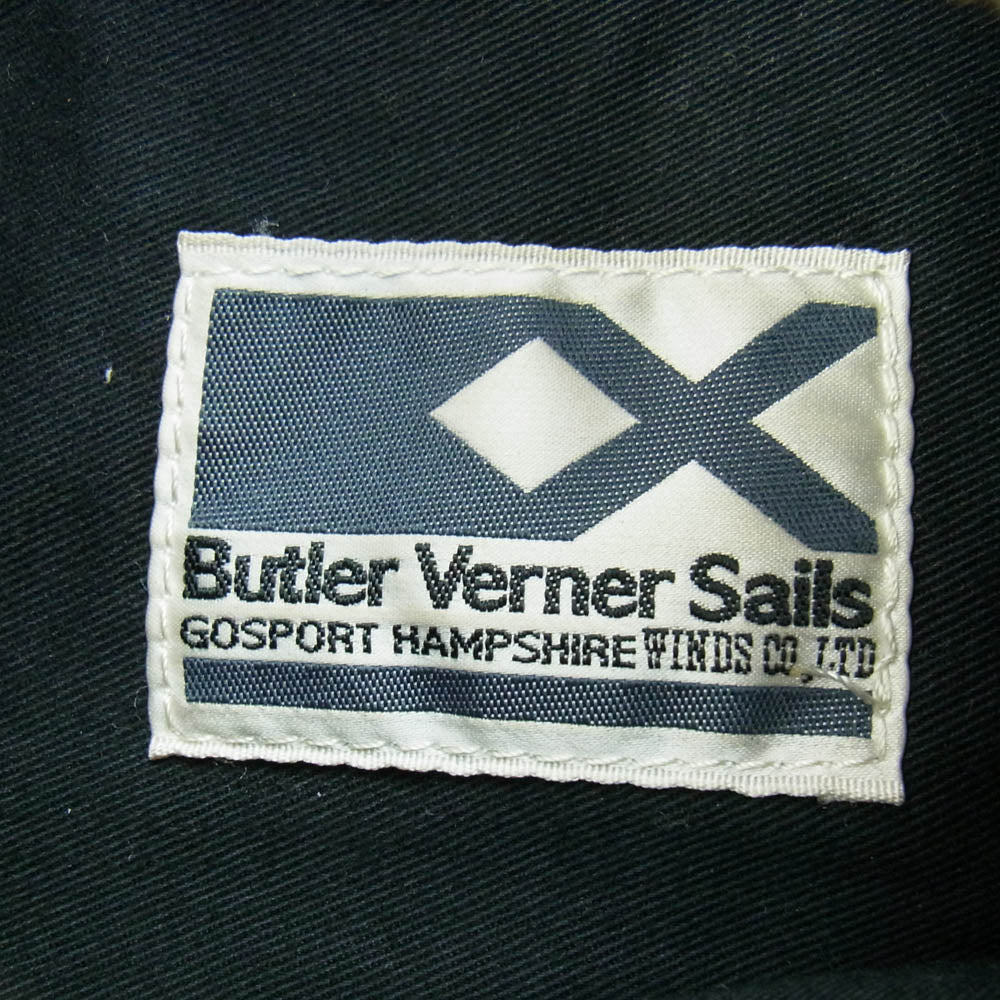 Butler Verner Sails
GOSPORT HAMPSHIRE WINDS CO., LTD